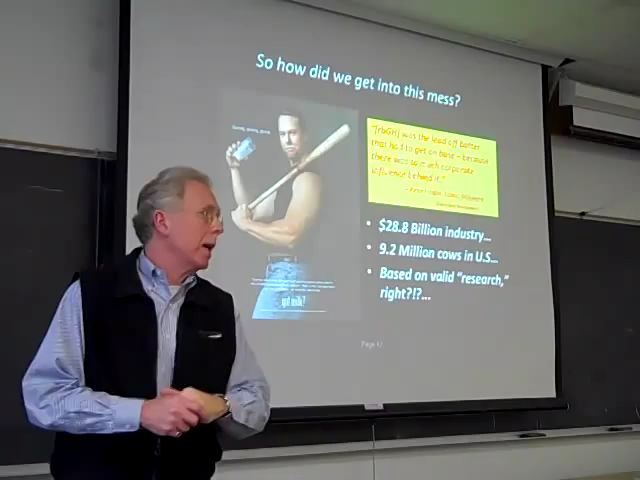 So how did we get into this mess?
"[rbGH] was the lead off batter
that had to get on base – because
there was so much corporate
influence behind it."
• $28.8 Billion industry...
• 9.2 Million cows in U.S...
• Based on valid "research,"
right?!?...
got milk?